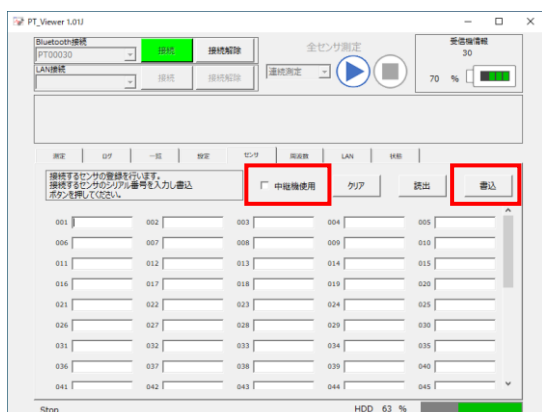 PT_Viewer 1.01J
Bluetooth接続
PT00030
接続
接続解除
LAN接続
接続
接続解除
全センサ測定
連続測定
受信機情報
30
70 %
測定 ログ 一覧 設定 センサ 周波数 LAN 状態
接続するセンサの登録を行います。
接続するセンサのシリアル番号を入力し書込
ボタンを押してください。
中継機使用 クリア 読出 書込
001 002 003 004 005
006 007 008 009 010
011 012 013 014 015
016 017 018 019 020
021 022 023 024 025
026 027 028 029 030
031 032 033 034 035
036 037 038 039 040
041 042 043 044 045
Stop HDD 63 %